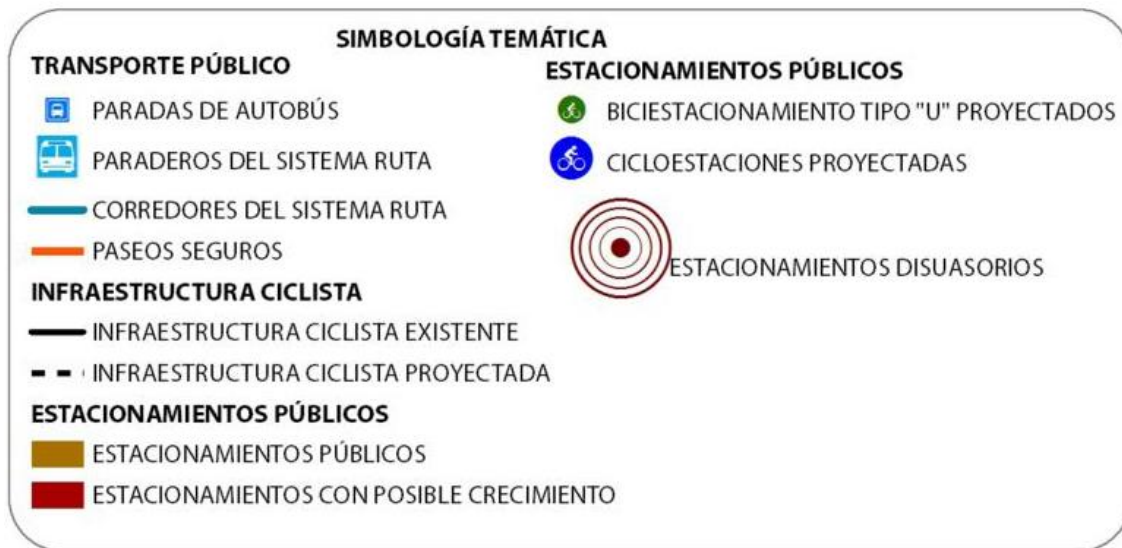 SIMBOLOGÍA TEMÁTICA
TRANSPORTE PÚBLICO
PARADAS DE AUTOBÚS
PARADEROS DEL SISTEMA RUTA
CORREDORES DEL SISTEMA RUTA
PASEOS SEGUROS
INFRAESTRUCTURA CICLISTA
INFRAESTRUCTURA CICLISTA EXISTENTE
INFRAESTRUCTURA CICLISTA PROYECTADA
ESTACIONAMIENTOS PÚBLICOS
ESTACIONAMIENTOS PÚBLICOS
ESTACIONAMIENTOS CON POSIBLE CRECIMIENTO
ESTACIONAMIENTOS PÚBLICOS
BICIESTACIONAMIENTO TIPO "U" PROYECTADOS
CICLOESTACIONES PROYECTADAS
ESTACIONAMIENTOS DISUASORIOS